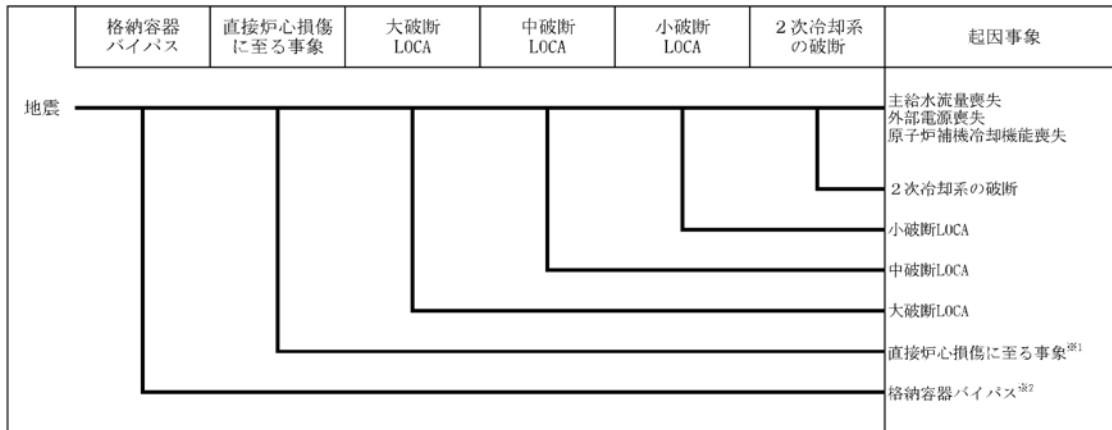 格納容器
バイパス
直接炉心損傷
に至る事象
大破断
LOCA
中破断
LOCA
小破断
LOCA
２次冷却系
の破断
起因事象
地震
主給水流量喪失
外部電源喪失
原子炉補機冷却機能喪失
２次冷却系の破断
小破断LOCA
中破断LOCA
大破断LOCA
直接炉心損傷に至る事象※1
格納容器バイパス※2